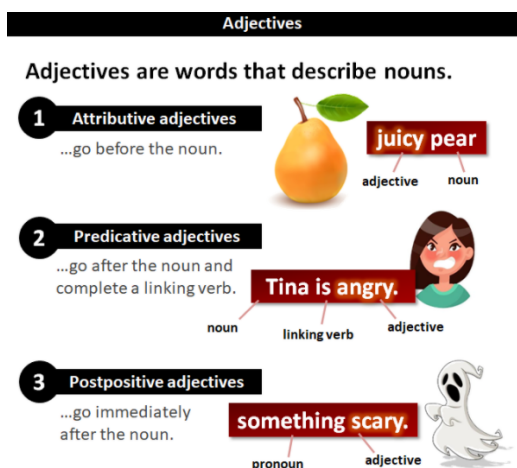 Adjectives
Adjectives are words that describe nouns.
1 Attributive adjectives
...go before the noun.
juicy pear
adjective noun
2 Predicative adjectives
...go after the noun and
complete a linking verb.
Tina is angry.
noun linking verb adjective
3 Postpositive adjectives
...go immediately
after the noun.
something scary.
pronoun adjective